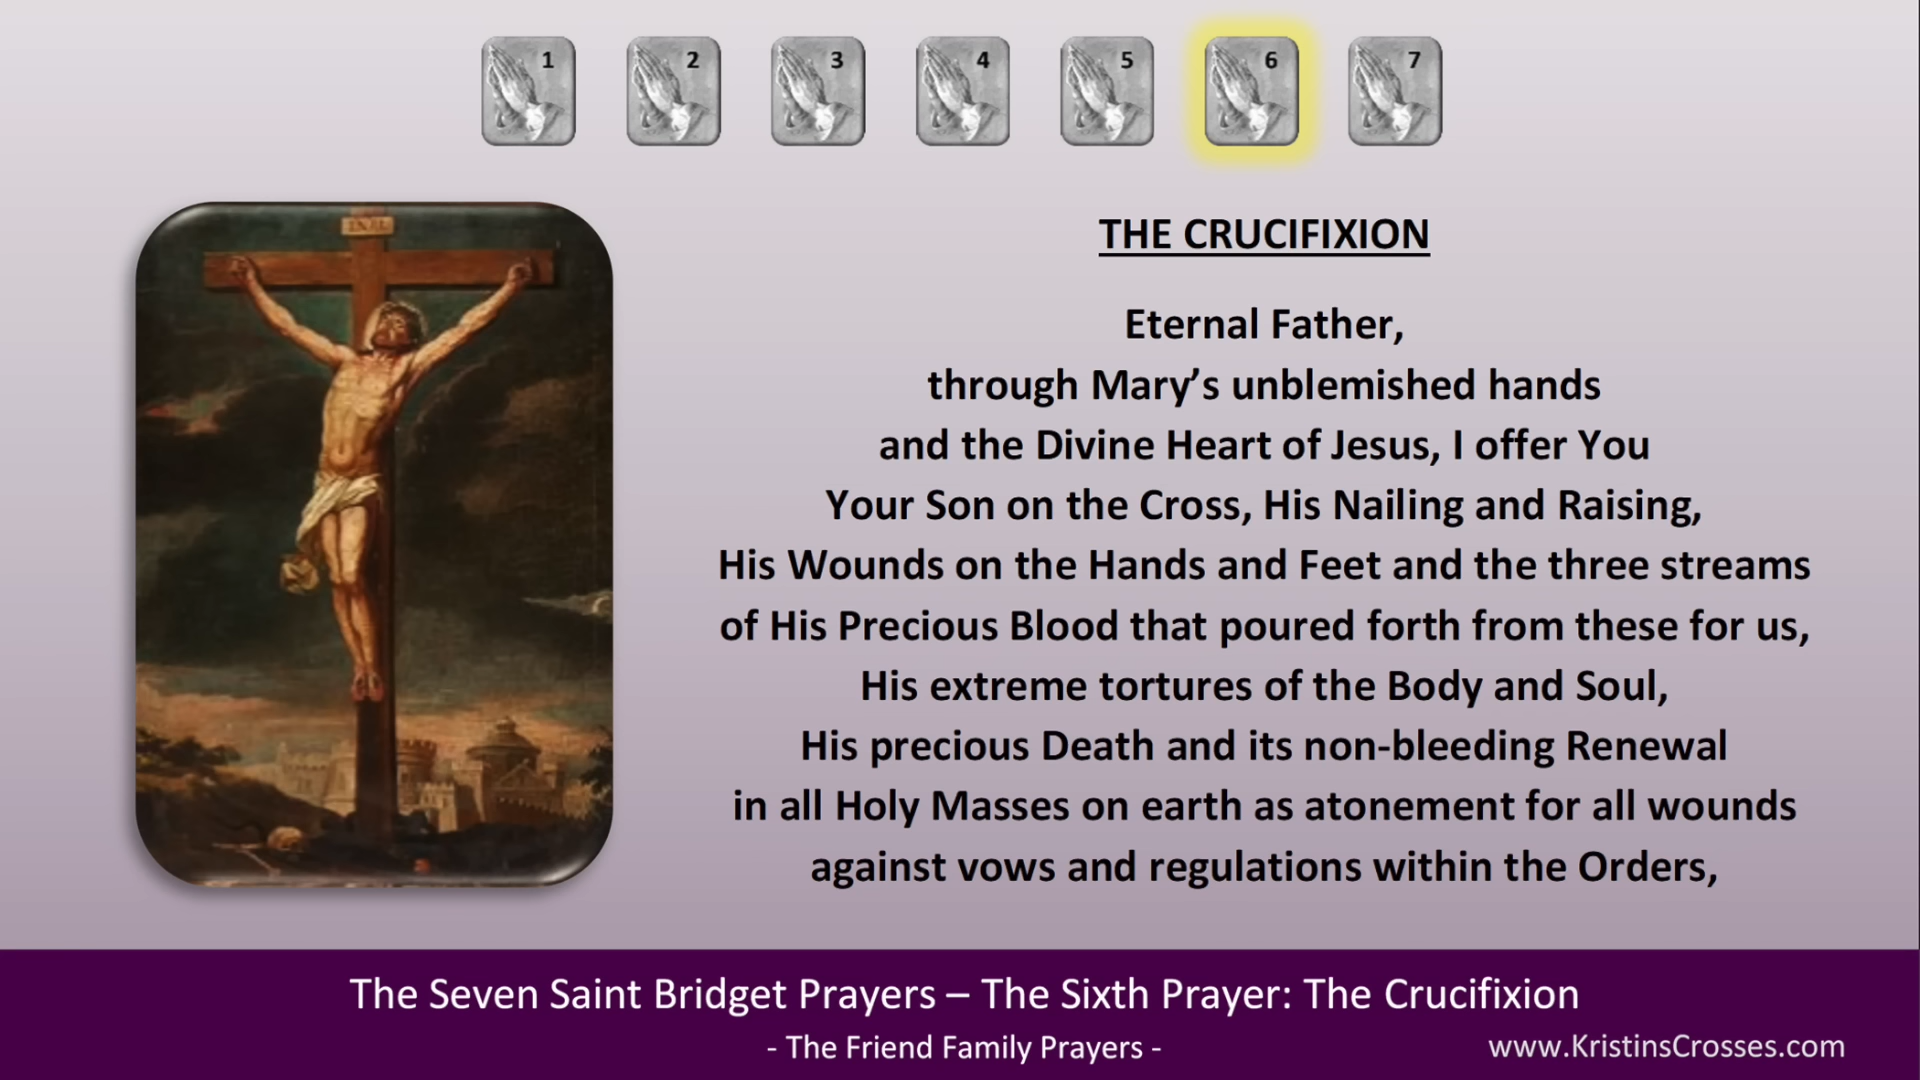 1 2 3 4 5 6 7
INRI
THE CRUCIFIXION
Eternal Father,
through Mary’s unblemished hands
and the Divine Heart of Jesus, I offer You
Your Son on the Cross, His Nailing and Raising,
His Wounds on the Hands and Feet and the three streams
of His Precious Blood that poured forth from these for us,
His extreme tortures of the Body and Soul,
His precious Death and its non-bleeding Renewal
in all Holy Masses on earth as atonement for all wounds
against vows and regulations within the Orders,
The Seven Saint Bridget Prayers – The Sixth Prayer: The Crucifixion
- The Friend Family Prayers -
www.KristinsCrosses.com